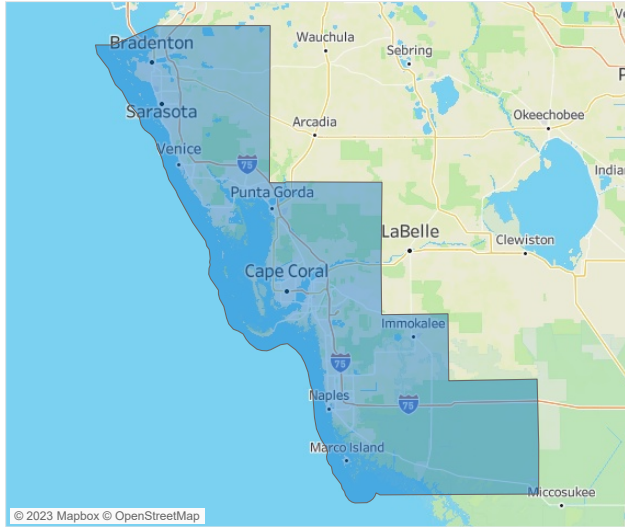 Wauchula
Ve
Bradenton
Sebring
P
Sarasota
Okeechobee
Arcadia
Venice
75
Indian
Punta Gorda
LaBelle
Clewiston
Cape Coral
Immokalee
75
Naples
75
Marco Island
Miccosukee
© 2023 Mapbox © OpenStreetMap